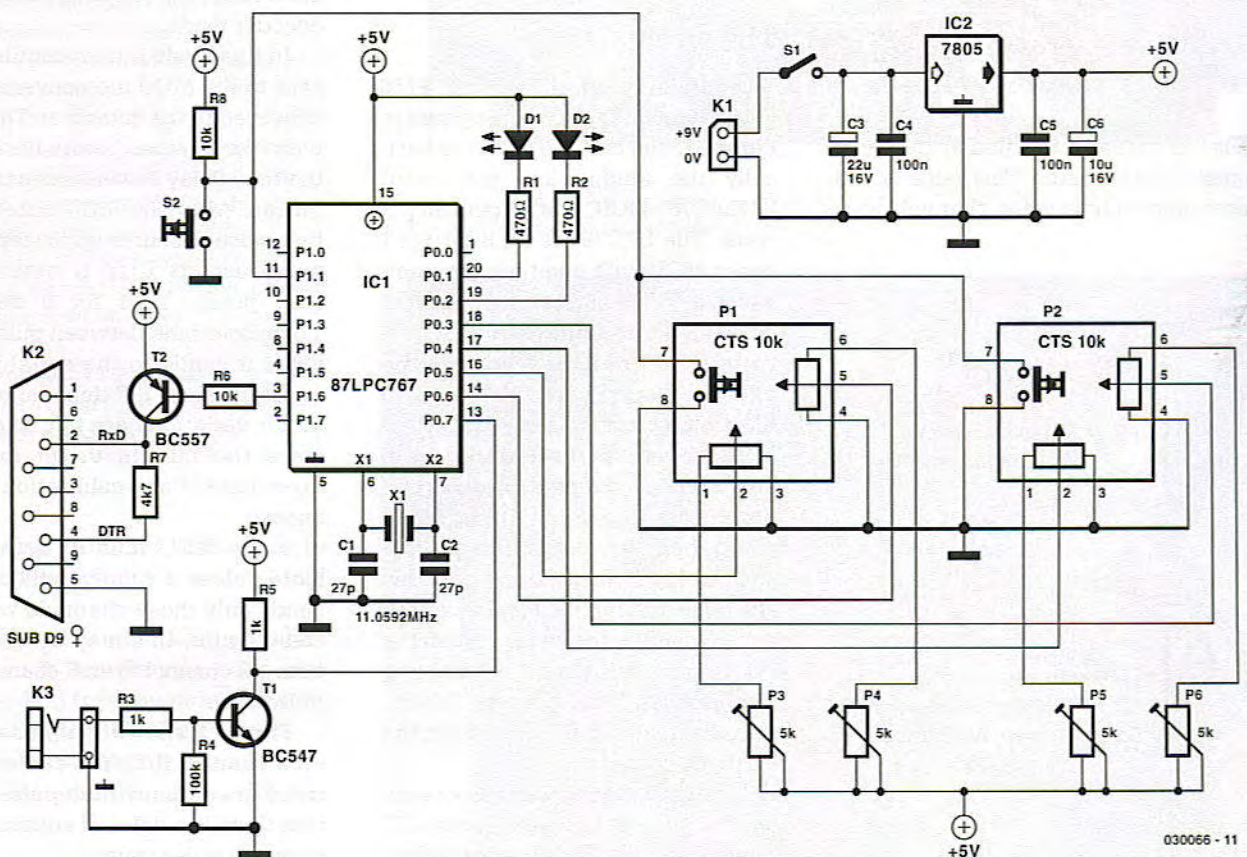 +5V
R8
10k
S2
+5V
15
12
P1.0
11
P1.1
10
P1.2
9
P1.3
8
P1.4
4
P1.5
3
P1.6
2
P1.7
IC1
87LPC767
P0.0
1
P0.1
20
P0.2
19
P0.3
18
P0.4
17
P0.5
16
P0.6
14
P0.7
13
X1
X2
5
6
7
D1
D2
R1
470Ω
R2
470Ω
K1
+9V
0V
S1
C3
22u
16V
C4
100n
IC2
7805
C5
100n
C6
10u
16V
+5V
+5V
T2
BC557
R6
10k
K2
1
6
2
RxD
7
3
8
4
DTR
9
5
R7
4k7
SUB D9 ♀
X1
C1
27p
C2
27p
11.0592MHz
+5V
R5
1k
K3
R3
1k
R4
100k
T1
BC547
P1
CTS 10k
7
8
6
5
4
1
2
3
P2
CTS 10k
7
8
6
5
4
1
2
3
P3
5k
P4
5k
P5
5k
P6
5k
+5V
030066 - 11